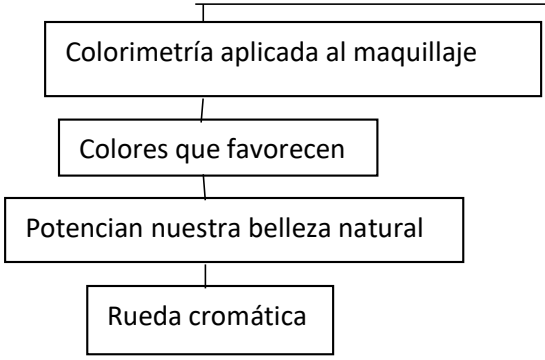 Colorimetría aplicada al maquillaje
Colores que favorecen
Potencian nuestra belleza natural
Rueda cromática